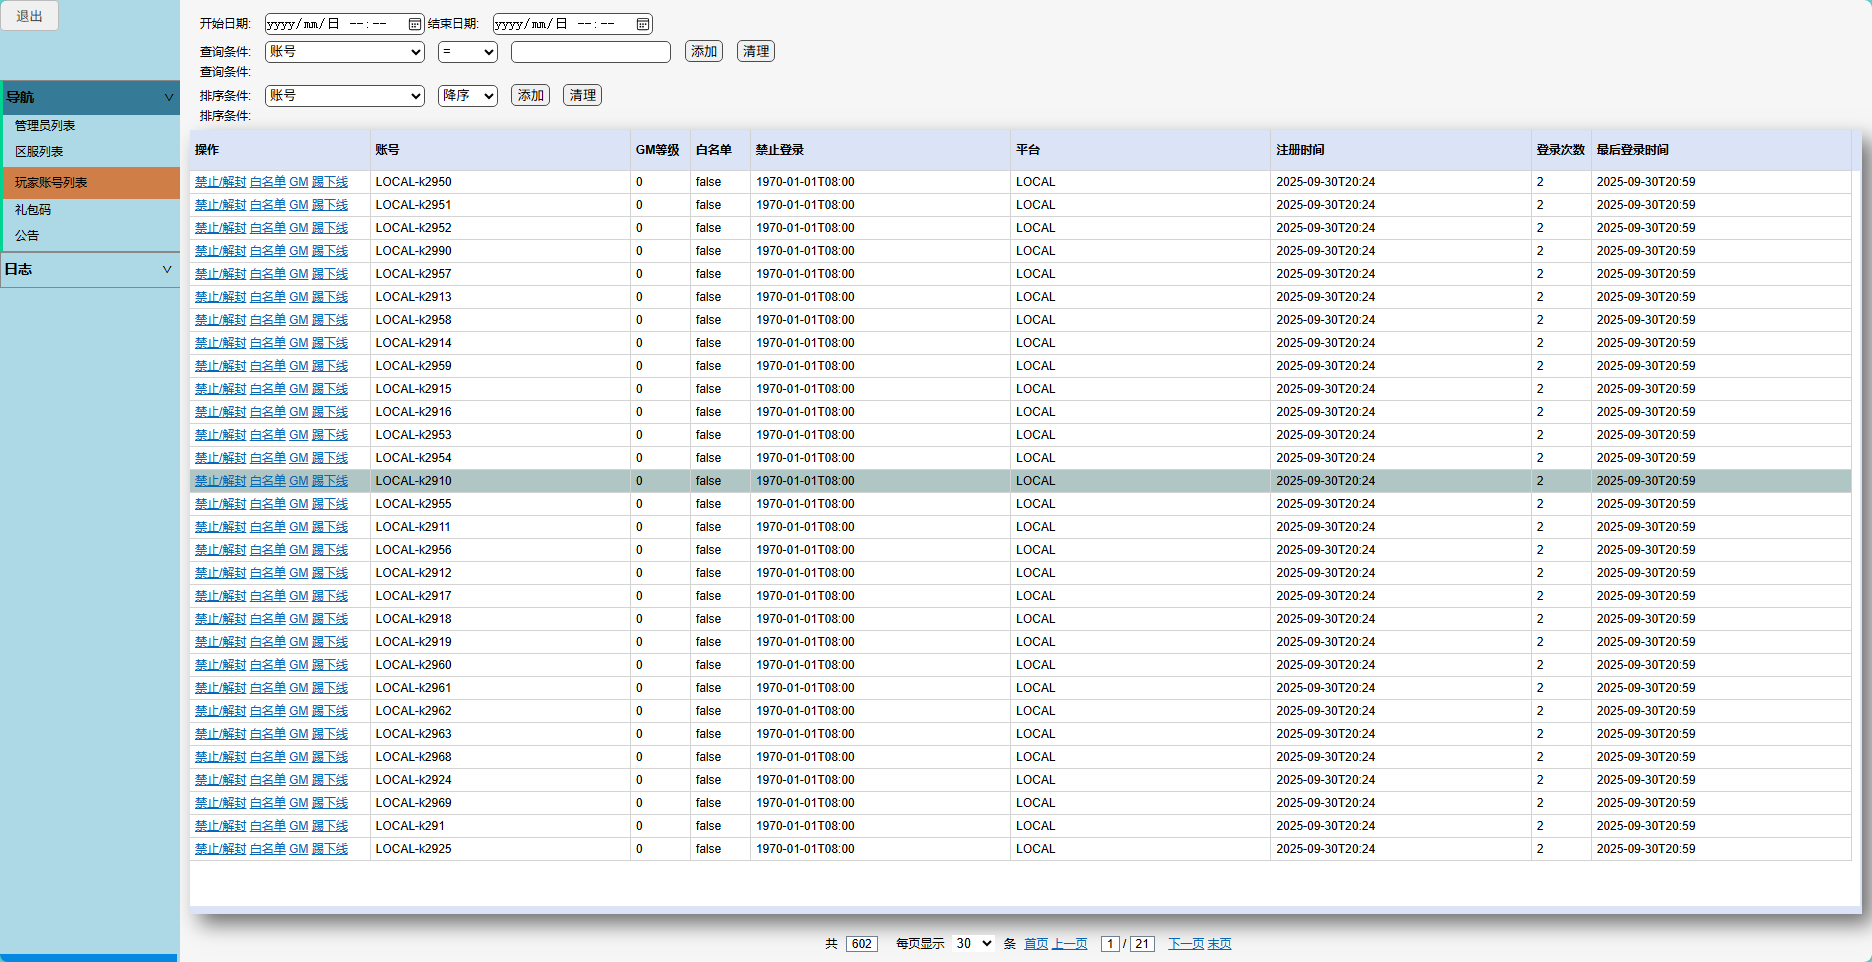 退出
导航 ∨
管理员列表
区服列表
玩家账号列表
礼包码
公告
日志 ∨
开始日期: yyyy/mm/日 --:-- 结束日期: yyyy/mm/日 --:--
查询条件: 账号 = 添加 清理
查询条件:
排序条件: 账号 降序 添加 清理
排序条件:
操作 账号 GM等级 白名单 禁止登录 平台 注册时间 登录次数 最后登录时间
禁止/解封 白名单 GM 踢下线 LOCAL-k2950 0 false 1970-01-01T08:00 LOCAL 2025-09-30T20:24 2 2025-09-30T20:59
禁止/解封 白名单 GM 踢下线 LOCAL-k2951 0 false 1970-01-01T08:00 LOCAL 2025-09-30T20:24 2 2025-09-30T20:59
禁止/解封 白名单 GM 踢下线 LOCAL-k2952 0 false 1970-01-01T08:00 LOCAL 2025-09-30T20:24 2 2025-09-30T20:59
禁止/解封 白名单 GM 踢下线 LOCAL-k2990 0 false 1970-01-01T08:00 LOCAL 2025-09-30T20:24 2 2025-09-30T20:59
禁止/解封 白名单 GM 踢下线 LOCAL-k2957 0 false 1970-01-01T08:00 LOCAL 2025-09-30T20:24 2 2025-09-30T20:59
禁止/解封 白名单 GM 踢下线 LOCAL-k2913 0 false 1970-01-01T08:00 LOCAL 2025-09-30T20:24 2 2025-09-30T20:59
禁止/解封 白名单 GM 踢下线 LOCAL-k2958 0 false 1970-01-01T08:00 LOCAL 2025-09-30T20:24 2 2025-09-30T20:59
禁止/解封 白名单 GM 踢下线 LOCAL-k2914 0 false 1970-01-01T08:00 LOCAL 2025-09-30T20:24 2 2025-09-30T20:59
禁止/解封 白名单 GM 踢下线 LOCAL-k2959 0 false 1970-01-01T08:00 LOCAL 2025-09-30T20:24 2 2025-09-30T20:59
禁止/解封 白名单 GM 踢下线 LOCAL-k2915 0 false 1970-01-01T08:00 LOCAL 2025-09-30T20:24 2 2025-09-30T20:59
禁止/解封 白名单 GM 踢下线 LOCAL-k2916 0 false 1970-01-01T08:00 LOCAL 2025-09-30T20:24 2 2025-09-30T20:59
禁止/解封 白名单 GM 踢下线 LOCAL-k2953 0 false 1970-01-01T08:00 LOCAL 2025-09-30T20:24 2 2025-09-30T20:59
禁止/解封 白名单 GM 踢下线 LOCAL-k2954 0 false 1970-01-01T08:00 LOCAL 2025-09-30T20:24 2 2025-09-30T20:59
禁止/解封 白名单 GM 踢下线 LOCAL-k2910 0 false 1970-01-01T08:00 LOCAL 2025-09-30T20:24 2 2025-09-30T20:59
禁止/解封 白名单 GM 踢下线 LOCAL-k2955 0 false 1970-01-01T08:00 LOCAL 2025-09-30T20:24 2 2025-09-30T20:59
禁止/解封 白名单 GM 踢下线 LOCAL-k2911 0 false 1970-01-01T08:00 LOCAL 2025-09-30T20:24 2 2025-09-30T20:59
禁止/解封 白名单 GM 踢下线 LOCAL-k2956 0 false 1970-01-01T08:00 LOCAL 2025-09-30T20:24 2 2025-09-30T20:59
禁止/解封 白名单 GM 踢下线 LOCAL-k2912 0 false 1970-01-01T08:00 LOCAL 2025-09-30T20:24 2 2025-09-30T20:59
禁止/解封 白名单 GM 踢下线 LOCAL-k2917 0 false 1970-01-01T08:00 LOCAL 2025-09-30T20:24 2 2025-09-30T20:59
禁止/解封 白名单 GM 踢下线 LOCAL-k2918 0 false 1970-01-01T08:00 LOCAL 2025-09-30T20:24 2 2025-09-30T20:59
禁止/解封 白名单 GM 踢下线 LOCAL-k2919 0 false 1970-01-01T08:00 LOCAL 2025-09-30T20:24 2 2025-09-30T20:59
禁止/解封 白名单 GM 踢下线 LOCAL-k2960 0 false 1970-01-01T08:00 LOCAL 2025-09-30T20:24 2 2025-09-30T20:59
禁止/解封 白名单 GM 踢下线 LOCAL-k2961 0 false 1970-01-01T08:00 LOCAL 2025-09-30T20:24 2 2025-09-30T20:59
禁止/解封 白名单 GM 踢下线 LOCAL-k2962 0 false 1970-01-01T08:00 LOCAL 2025-09-30T20:24 2 2025-09-30T20:59
禁止/解封 白名单 GM 踢下线 LOCAL-k2963 0 false 1970-01-01T08:00 LOCAL 2025-09-30T20:24 2 2025-09-30T20:59
禁止/解封 白名单 GM 踢下线 LOCAL-k2968 0 false 1970-01-01T08:00 LOCAL 2025-09-30T20:24 2 2025-09-30T20:59
禁止/解封 白名单 GM 踢下线 LOCAL-k2924 0 false 1970-01-01T08:00 LOCAL 2025-09-30T20:24 2 2025-09-30T20:59
禁止/解封 白名单 GM 踢下线 LOCAL-k2969 0 false 1970-01-01T08:00 LOCAL 2025-09-30T20:24 2 2025-09-30T20:59
禁止/解封 白名单 GM 踢下线 LOCAL-k291 0 false 1970-01-01T08:00 LOCAL 2025-09-30T20:24 2 2025-09-30T20:59
禁止/解封 白名单 GM 踢下线 LOCAL-k2925 0 false 1970-01-01T08:00 LOCAL 2025-09-30T20:24 2 2025-09-30T20:59
共 602 每页显示 30 条 首页 上一页 1 / 21 下一页 末页